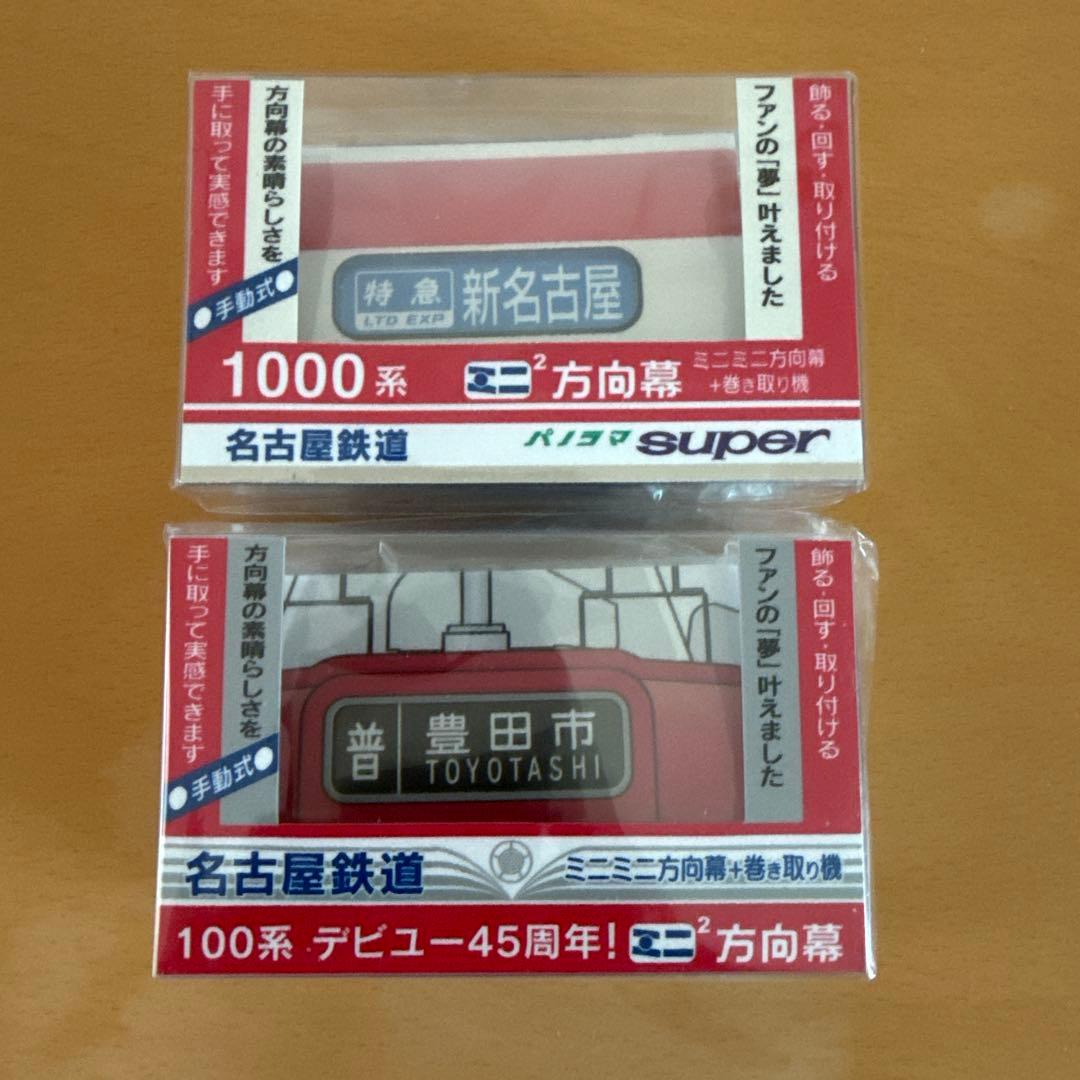 飾る・回す・取り付ける
ファンの「夢」叶えました
方向幕の素晴らしさを
手に取って実感できます
●手動式●
特急
LTD EXP
新名古屋
1000系
ミニ²方向幕
ミニミニ方向幕
+巻き取り機
名古屋鉄道
パノラマ super
飾る・回す・取り付ける
ファンの「夢」叶えました
方向幕の素晴らしさを
手に取って実感できます
●手動式●
普
豊田市
TOYOTASHI
名古屋鉄道
ミニミニ方向幕+巻き取り機
100系 デビュー45周年!
ミニ²方向幕